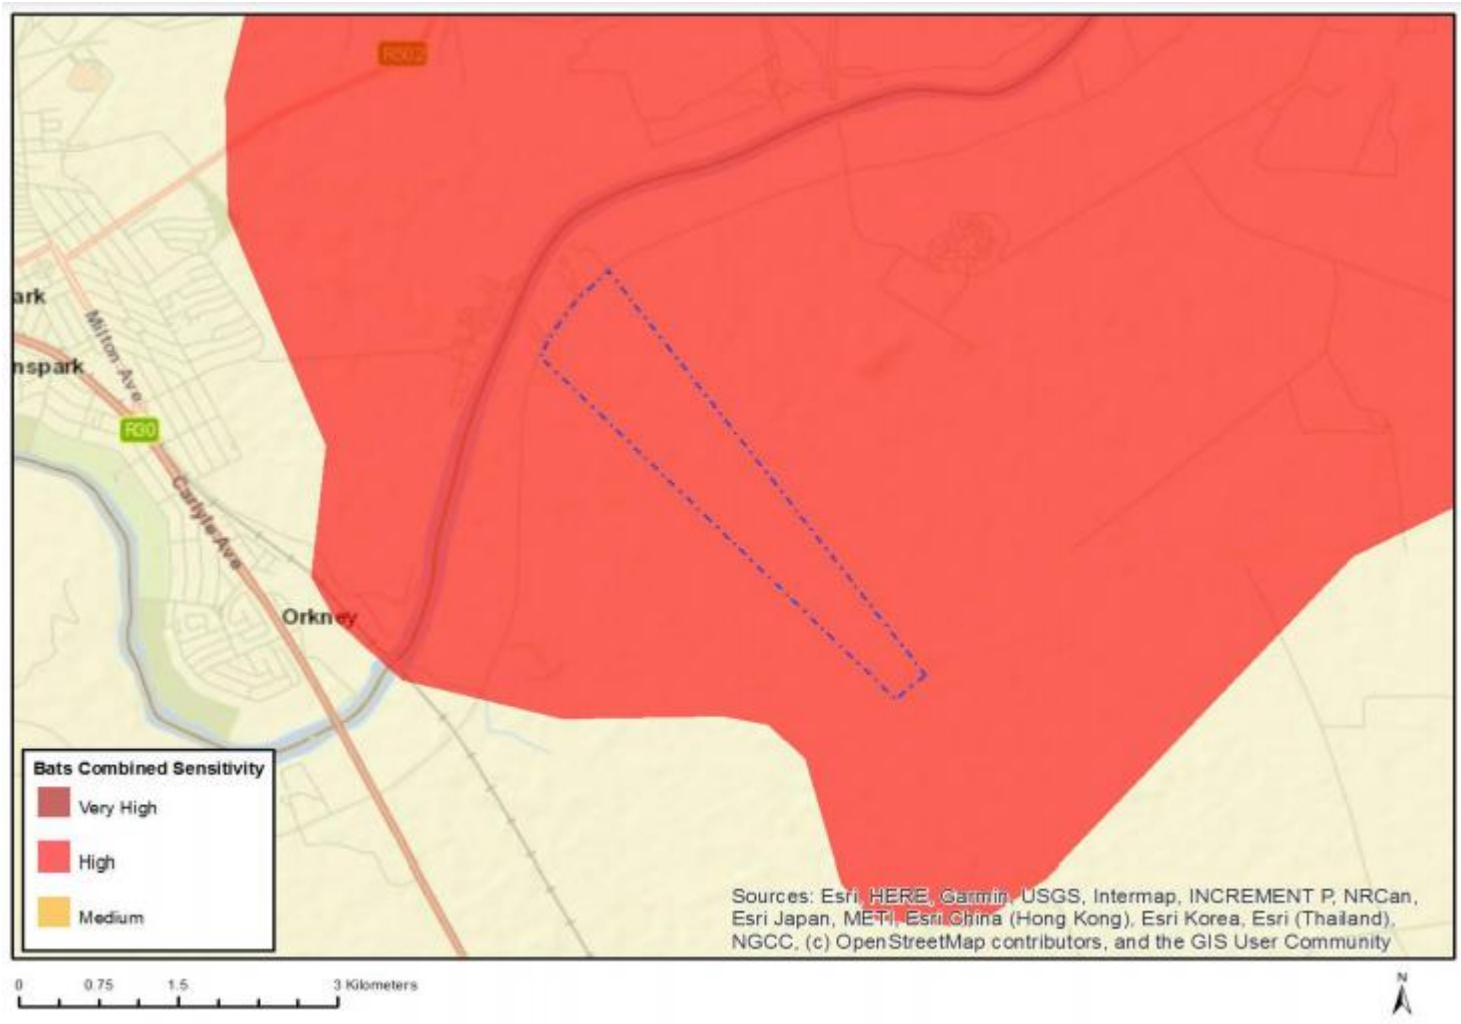 R502
ark
Milton Ave
nspark
R30
Carlyle Ave
Orkney
Bats Combined Sensitivity
Very High
High
Medium
Sources: Esri, HERE, Garmin, USGS, Intermap, INCREMENT P, NRCan,
Esri Japan, METI, Esri China (Hong Kong), Esri Korea, Esri (Thailand),
NGCC, (c) OpenStreetMap contributors, and the GIS User Community
0 0.75 1.5 3 Kilometers
N